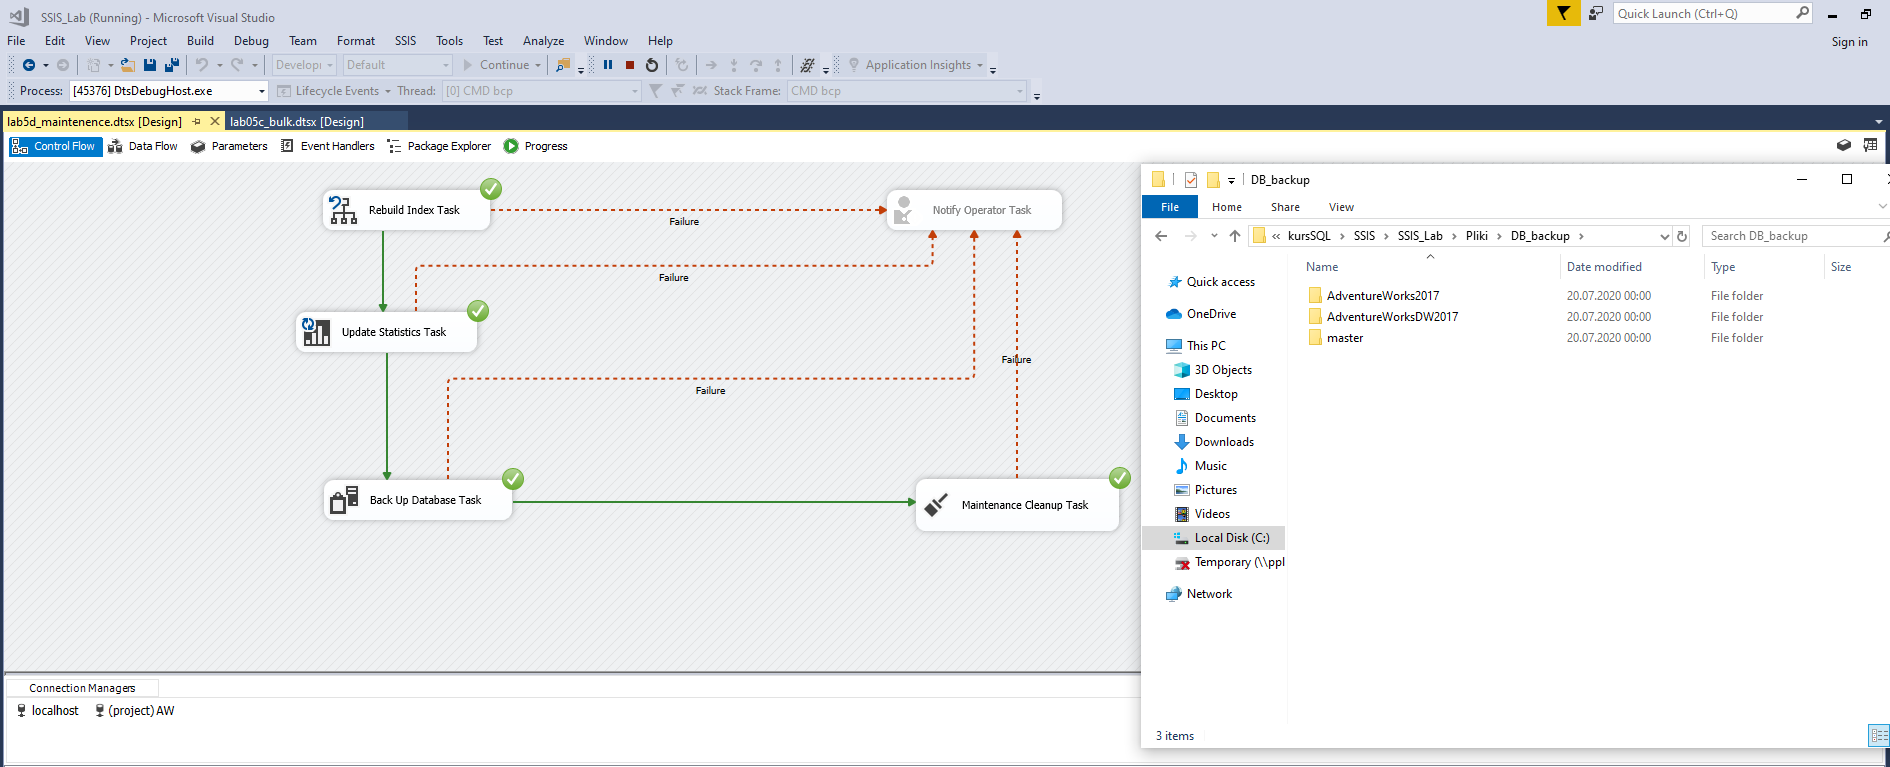 SSIS_Lab (Running) - Microsoft Visual Studio
Quick Launch (Ctrl+Q)
File Edit View Project Build Debug Team Format SSIS Tools Test Analyze Window Help
Sign in
Develop Default Continue Application Insights
Process: [45376] DtsDebugHost.exe Lifecycle Events Thread: [0] CMD bcp Stack Frame: CMD bcp
lab5d_maintenence.dtsx [Design] lab05c_bulk.dtsx [Design]
Control Flow Data Flow Parameters Event Handlers Package Explorer Progress
Rebuild Index Task
Failure
Notify Operator Task
Failure
Update Statistics Task
Failure
Failure
Back Up Database Task
Maintenance Cleanup Task
Connection Managers
localhost (project) AW
DB_backup
File Home Share View
« kursSQL > SSIS > SSIS_Lab > Pliki > DB_backup >
Search DB_backup
Name Date modified Type Size
Quick access
OneDrive
This PC
3D Objects
Desktop
Documents
Downloads
Music
Pictures
Videos
Local Disk (C:)
Temporary (\\ppl
Network
AdventureWorks2017 20.07.2020 00:00 File folder
AdventureWorksDW2017 20.07.2020 00:00 File folder
master 20.07.2020 00:00 File folder
3 items